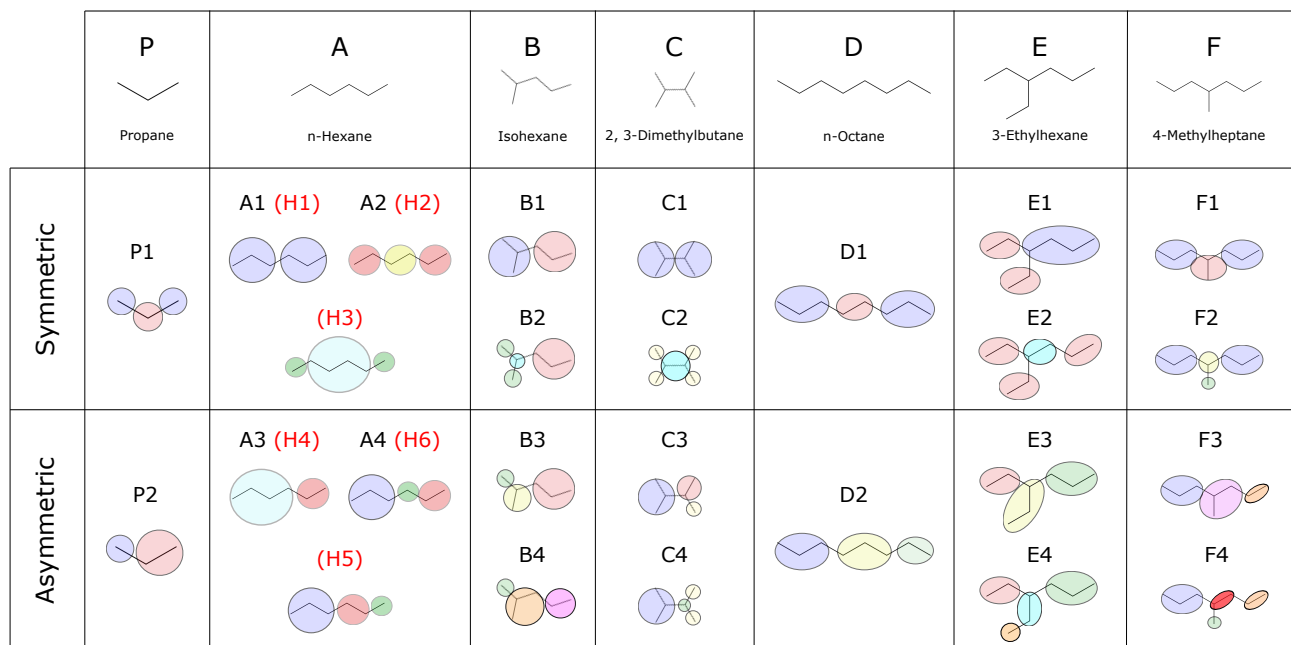 P A B C D E F
Propane n-Hexane Isohexane 2, 3-Dimethylbutane n-Octane 3-Ethylhexane 4-Methylheptane
Symmetric
P1
A1 (H1) A2 (H2)
(H3)
B1
B2
C1
C2
D1
E1
E2
F1
F2
Asymmetric
P2
A3 (H4) A4 (H6)
(H5)
B3
B4
C3
C4
D2
E3
E4
F3
F4